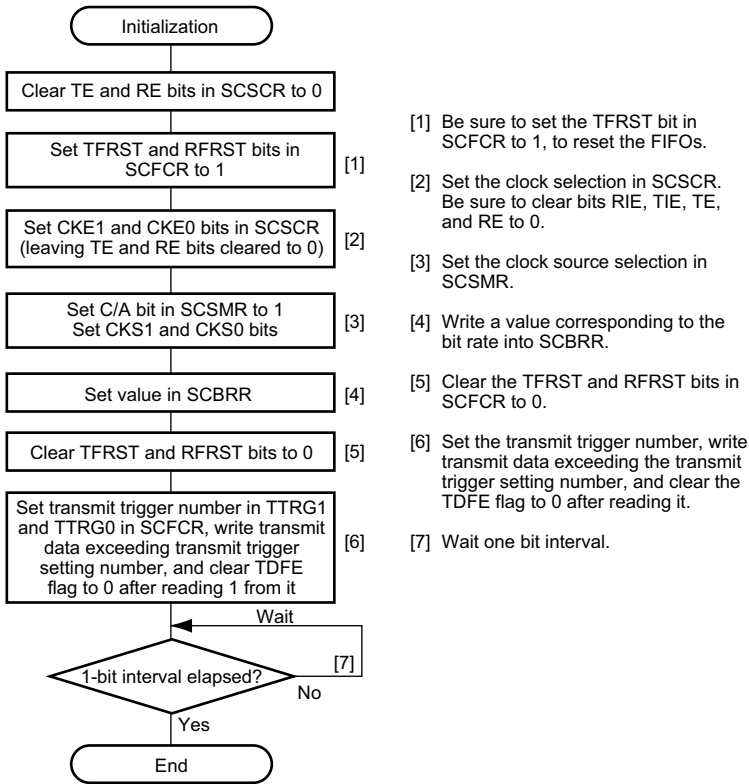 Initialization
Clear TE and RE bits in SCSCR to 0
Set TFRST and RFRST bits in
SCFCR to 1
[1]
Set CKE1 and CKE0 bits in SCSCR
(leaving TE and RE bits cleared to 0)
[2]
Set C/A bit in SCSMR to 1
Set CKS1 and CKS0 bits
[3]
Set value in SCBRR
[4]
Clear TFRST and RFRST bits to 0
[5]
Set transmit trigger number in TTRG1
and TTRG0 in SCFCR, write transmit
data exceeding transmit trigger
setting number, and clear TDFE
flag to 0 after reading 1 from it
[6]
Wait
1-bit interval elapsed?
[7]
No
Yes
End
[1] Be sure to set the TFRST bit in
SCFCR to 1, to reset the FIFOs.
[2] Set the clock selection in SCSCR.
Be sure to clear bits RIE, TIE, TE,
and RE to 0.
[3] Set the clock source selection in
SCSMR.
[4] Write a value corresponding to the
bit rate into SCBRR.
[5] Clear the TFRST and RFRST bits in
SCFCR to 0.
[6] Set the transmit trigger number, write
transmit data exceeding the transmit
trigger setting number, and clear the
TDFE flag to 0 after reading it.
[7] Wait one bit interval.